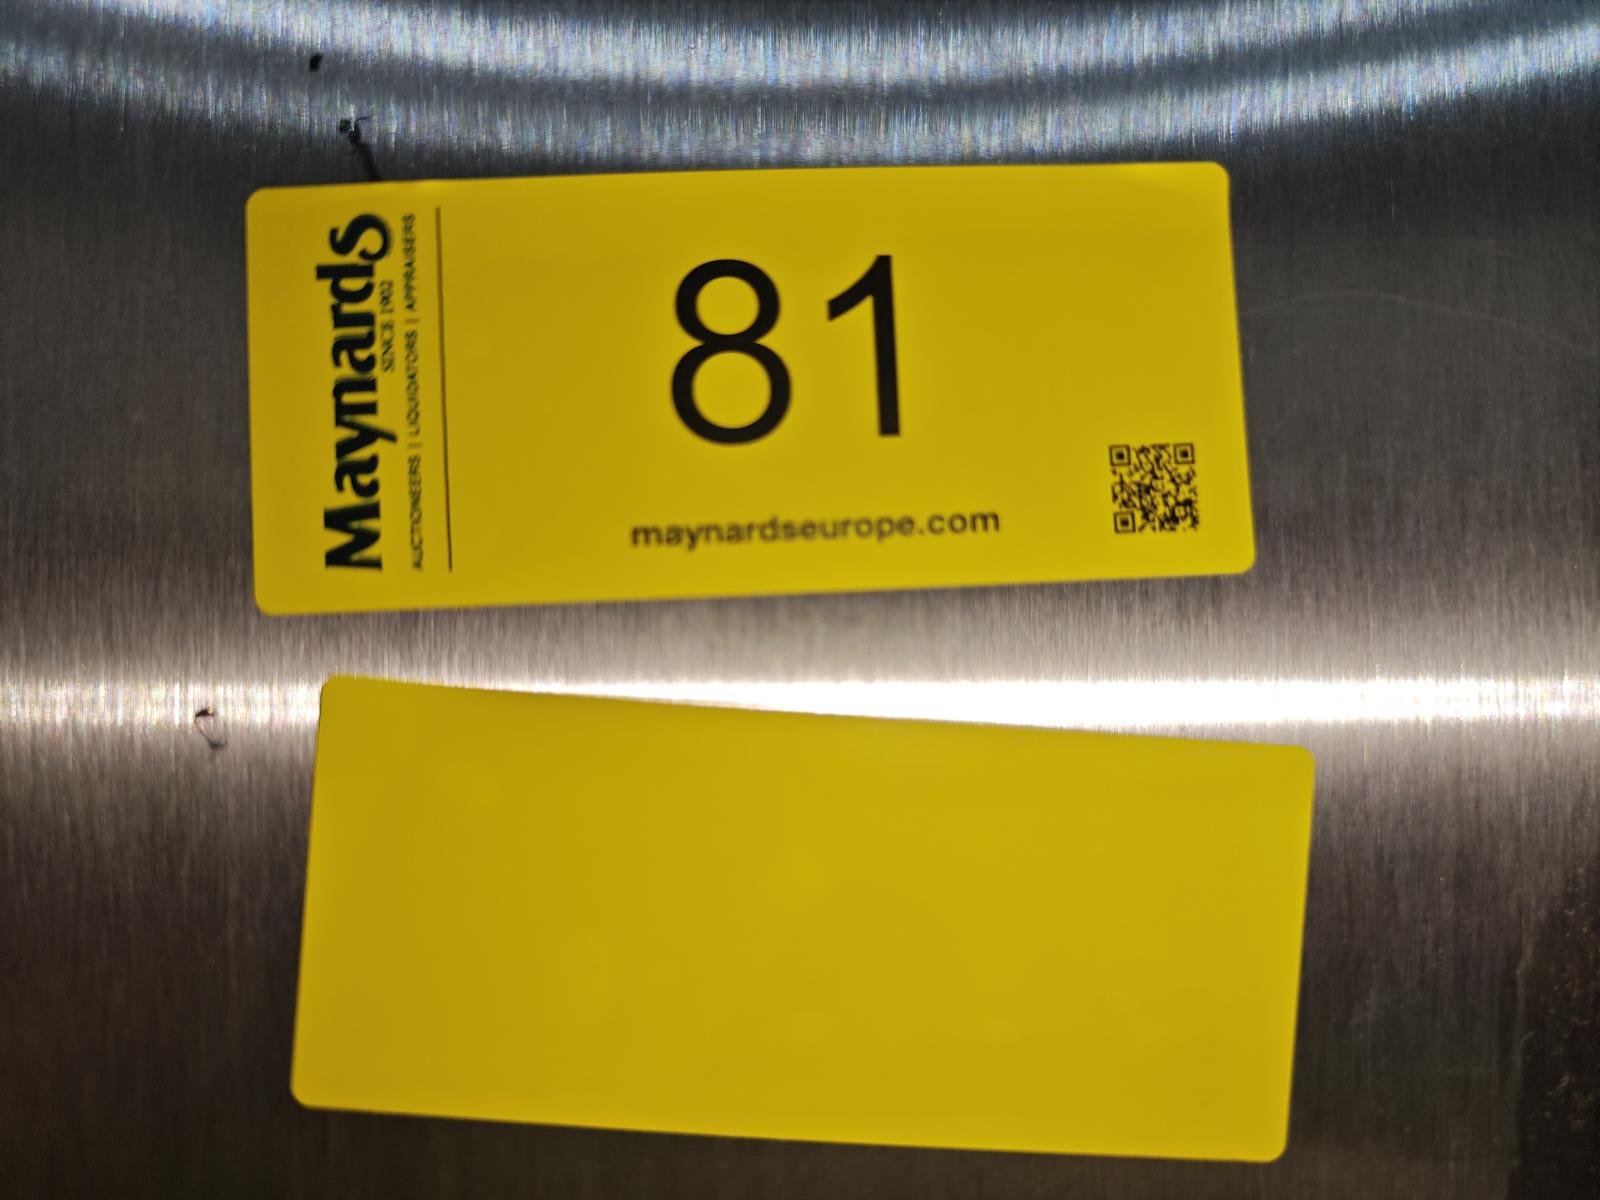 Maynards
SINCE 1902
AUCTIONEERS | LIQUIDATORS | APPRAISERS
81
maynardseurope.com